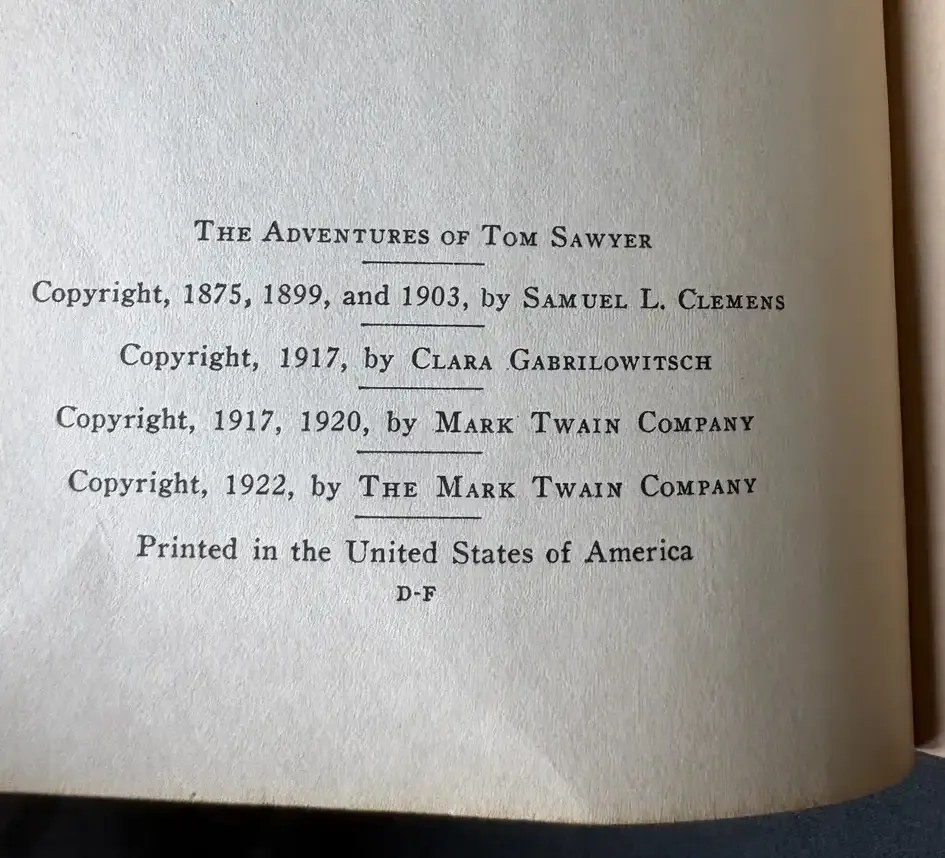 The Adventures of Tom Sawyer
Copyright, 1875, 1899, and 1903, by Samuel L. Clemens
Copyright, 1917, by Clara Gabrilowitsch
Copyright, 1917, 1920, by Mark Twain Company
Copyright, 1922, by The Mark Twain Company
Printed in the United States of America
D-F